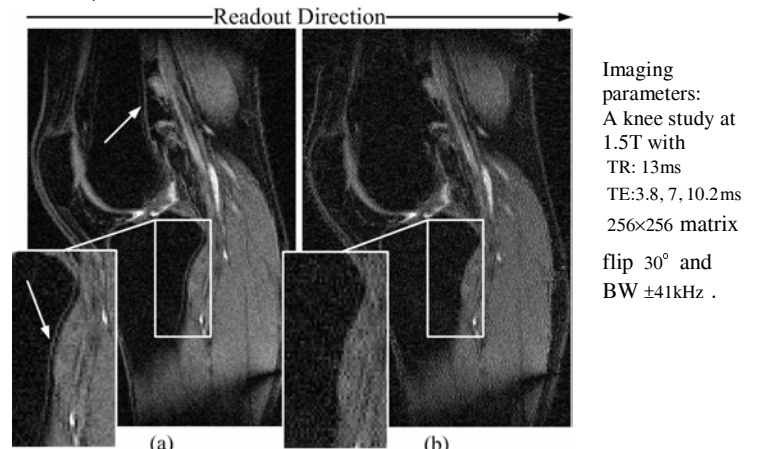 Readout Direction
Imaging
parameters:
A knee study at
1.5T with
TR: 13ms
TE:3.8, 7, 10.2ms
256×256 matrix
flip 30° and
BW ±41kHz .
(a) (b)